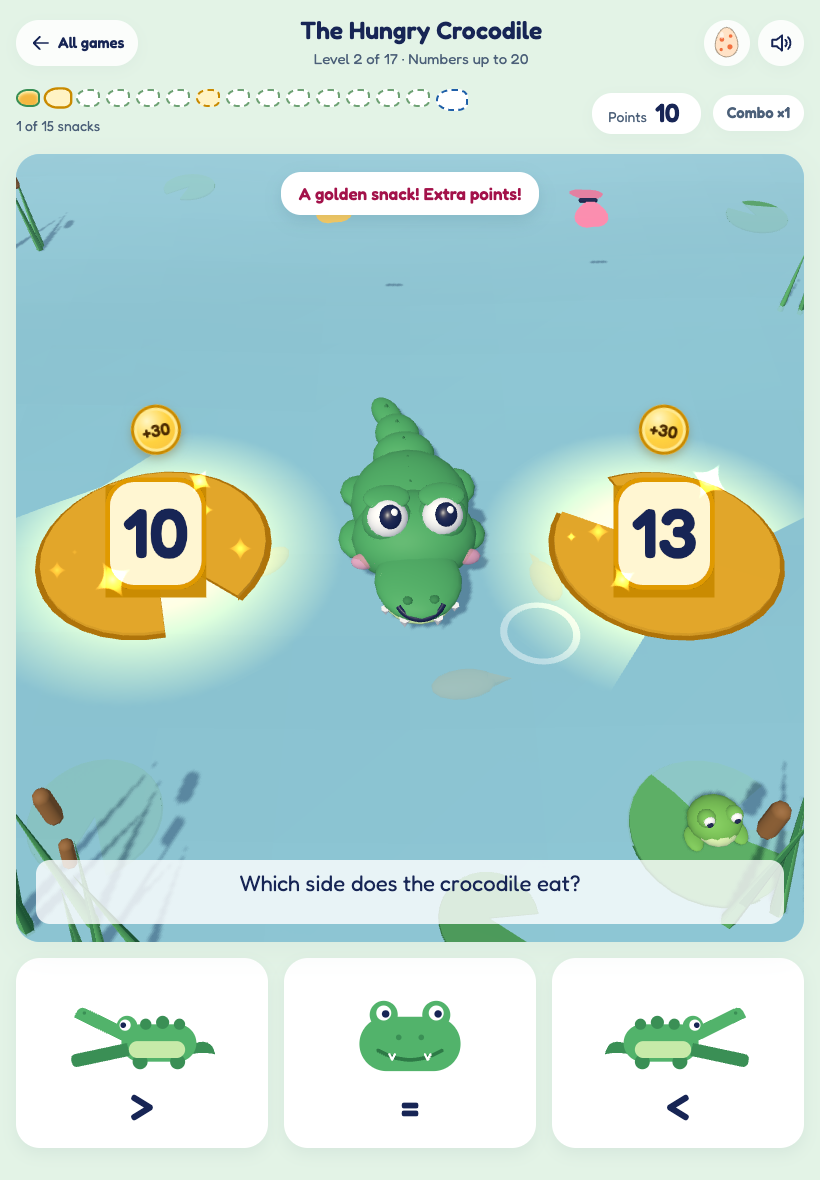 All games
The Hungry Crocodile
Level 2 of 17 · Numbers up to 20
1 of 15 snacks
Points 10
Combo ×1
A golden snack! Extra points!
+30
+30
10
13
Which side does the crocodile eat?
>
=
<